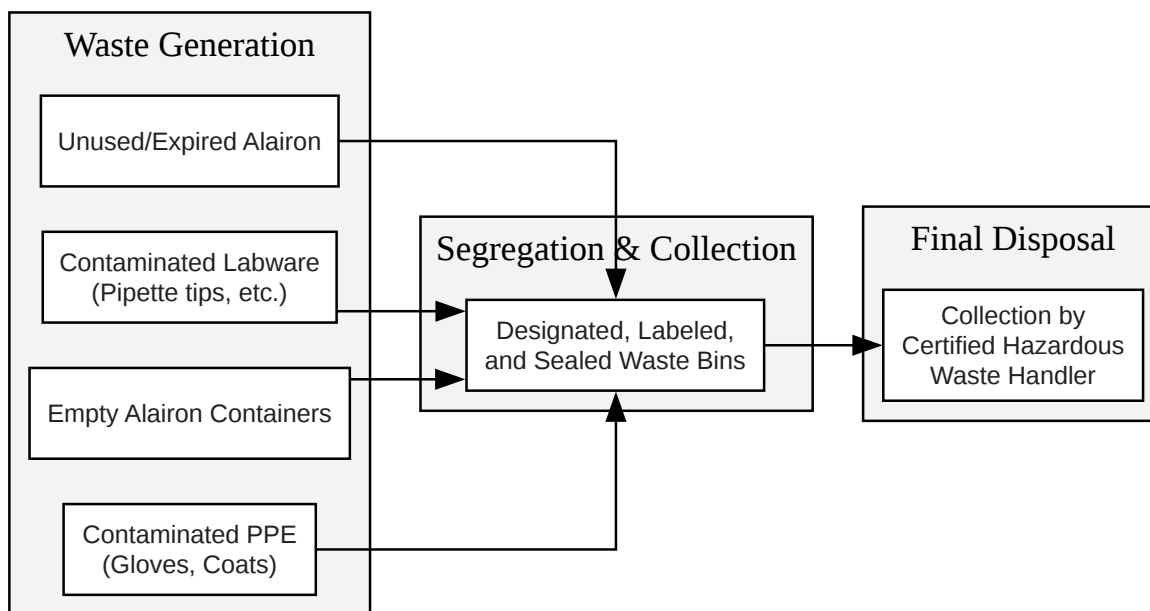 Waste Generation
Unused/Expired Alairon
Contaminated Labware
(Pipette tips, etc.)
Empty Alairon Containers
Contaminated PPE
(Gloves, Coats)
Segregation & Collection
Designated, Labeled,
and Sealed Waste Bins
Final Disposal
Collection by
Certified Hazardous
Waste Handler